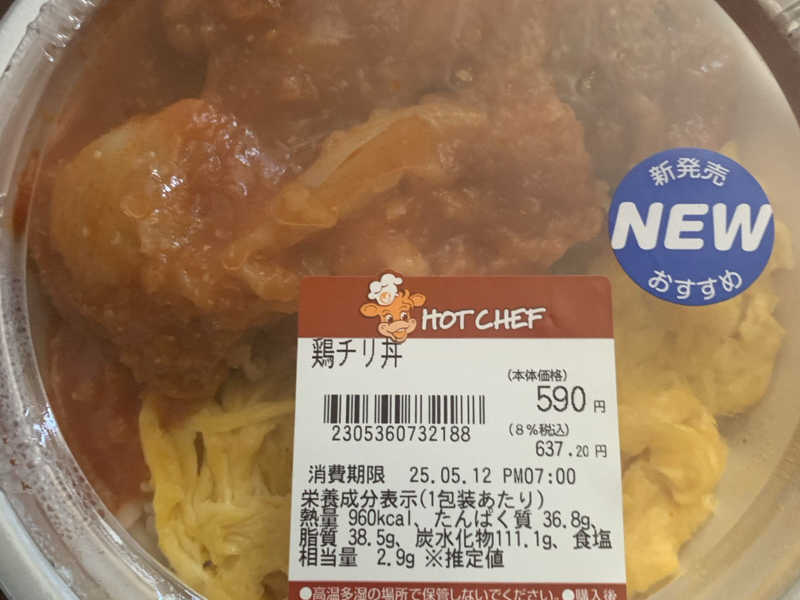 新発売
NEW
おすすめ
HOT CHEF
鶏チリ丼
(本体価格)
590円
2305360732188
(8%税込)
637.20円
消費期限 25.05.12 PM07:00
栄養成分表示(1包装あたり)
熱量 960kcal、たんぱく質 36.8g、
脂質 38.5g、炭水化物111.1g、食塩
相当量 2.9g ※推定値
●高温多湿の場所で保管しないでください。●購入後